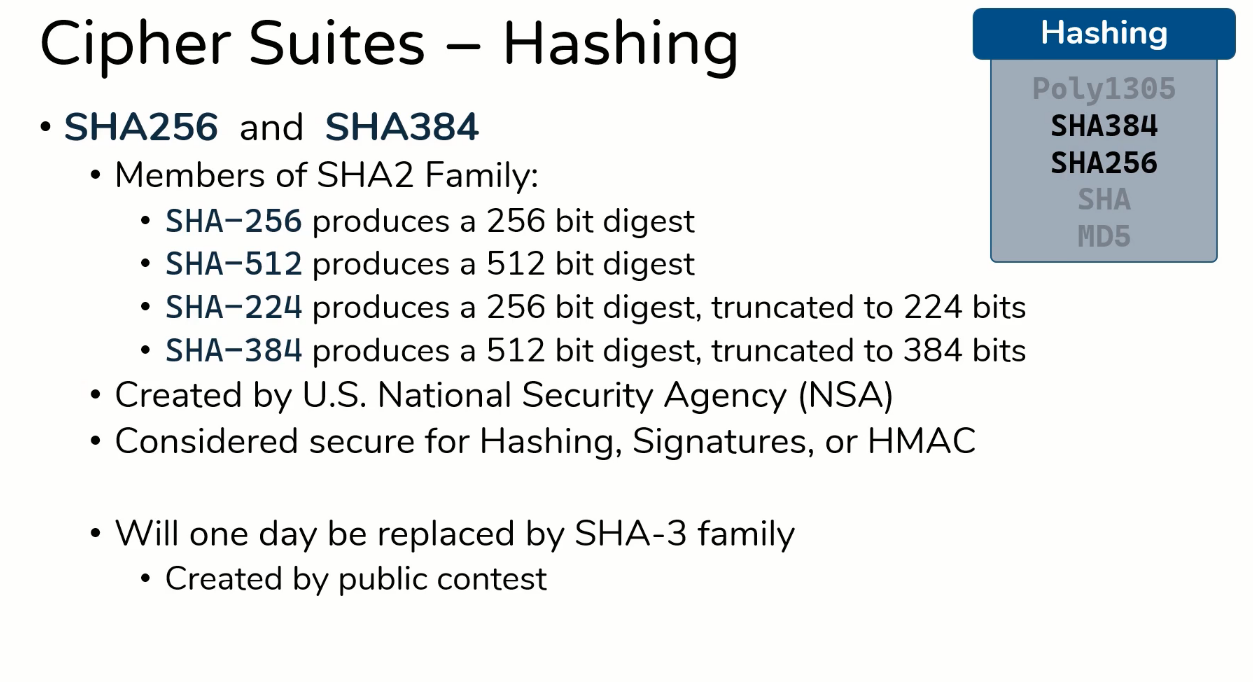 Cipher Suites – Hashing
• SHA256 and SHA384
• Members of SHA2 Family:
• SHA–256 produces a 256 bit digest
• SHA–512 produces a 512 bit digest
• SHA–224 produces a 256 bit digest, truncated to 224 bits
• SHA–384 produces a 512 bit digest, truncated to 384 bits
• Created by U.S. National Security Agency (NSA)
• Considered secure for Hashing, Signatures, or HMAC
• Will one day be replaced by SHA-3 family
• Created by public contest
Hashing
Poly1305
SHA384
SHA256
SHA
MD5